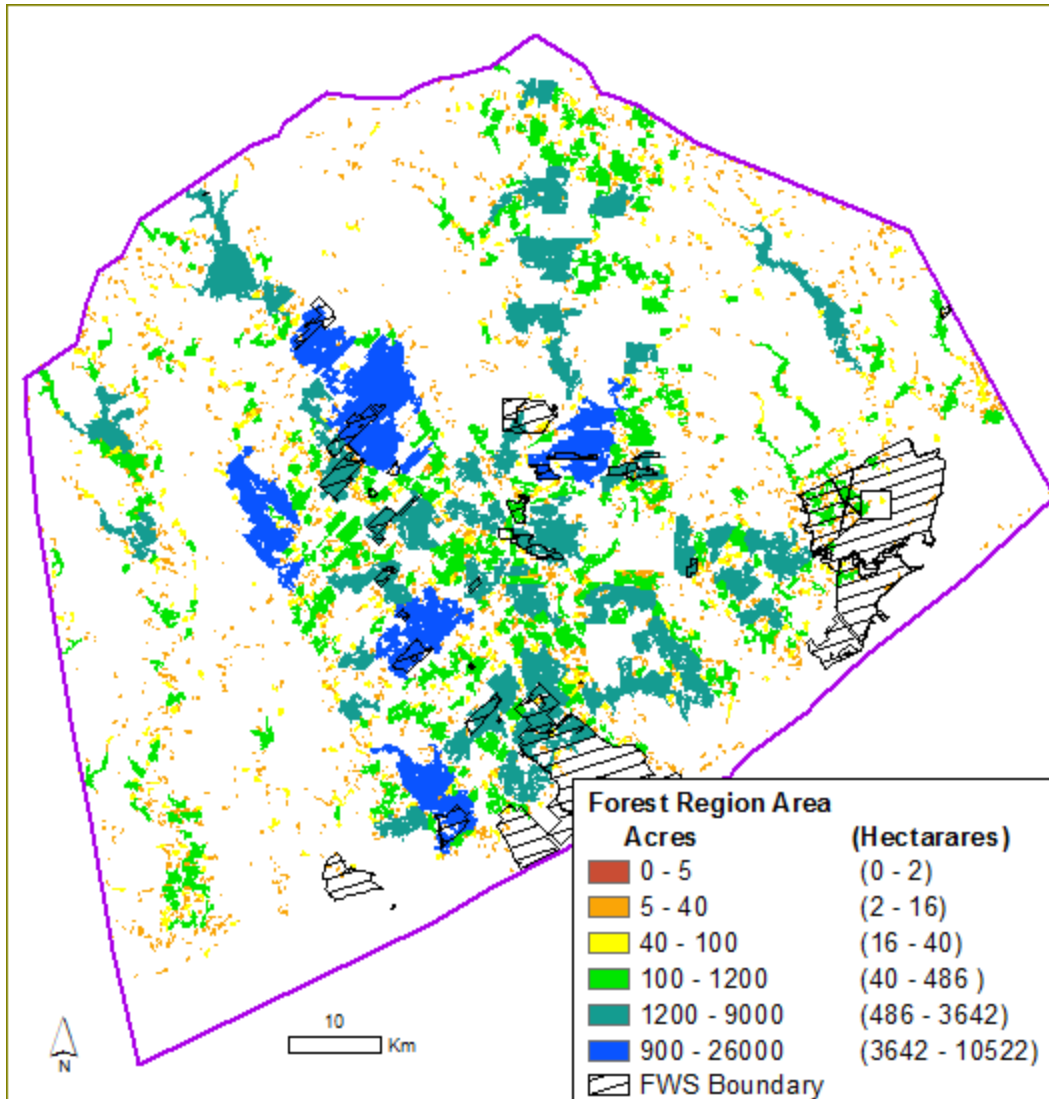 Forest Region Area
Acres (Hectarares)
0 - 5 (0 - 2)
5 - 40 (2 - 16)
40 - 100 (16 - 40)
100 - 1200 (40 - 486 )
1200 - 9000 (486 - 3642)
900 - 26000 (3642 - 10522)
FWS Boundary
10
Km
N